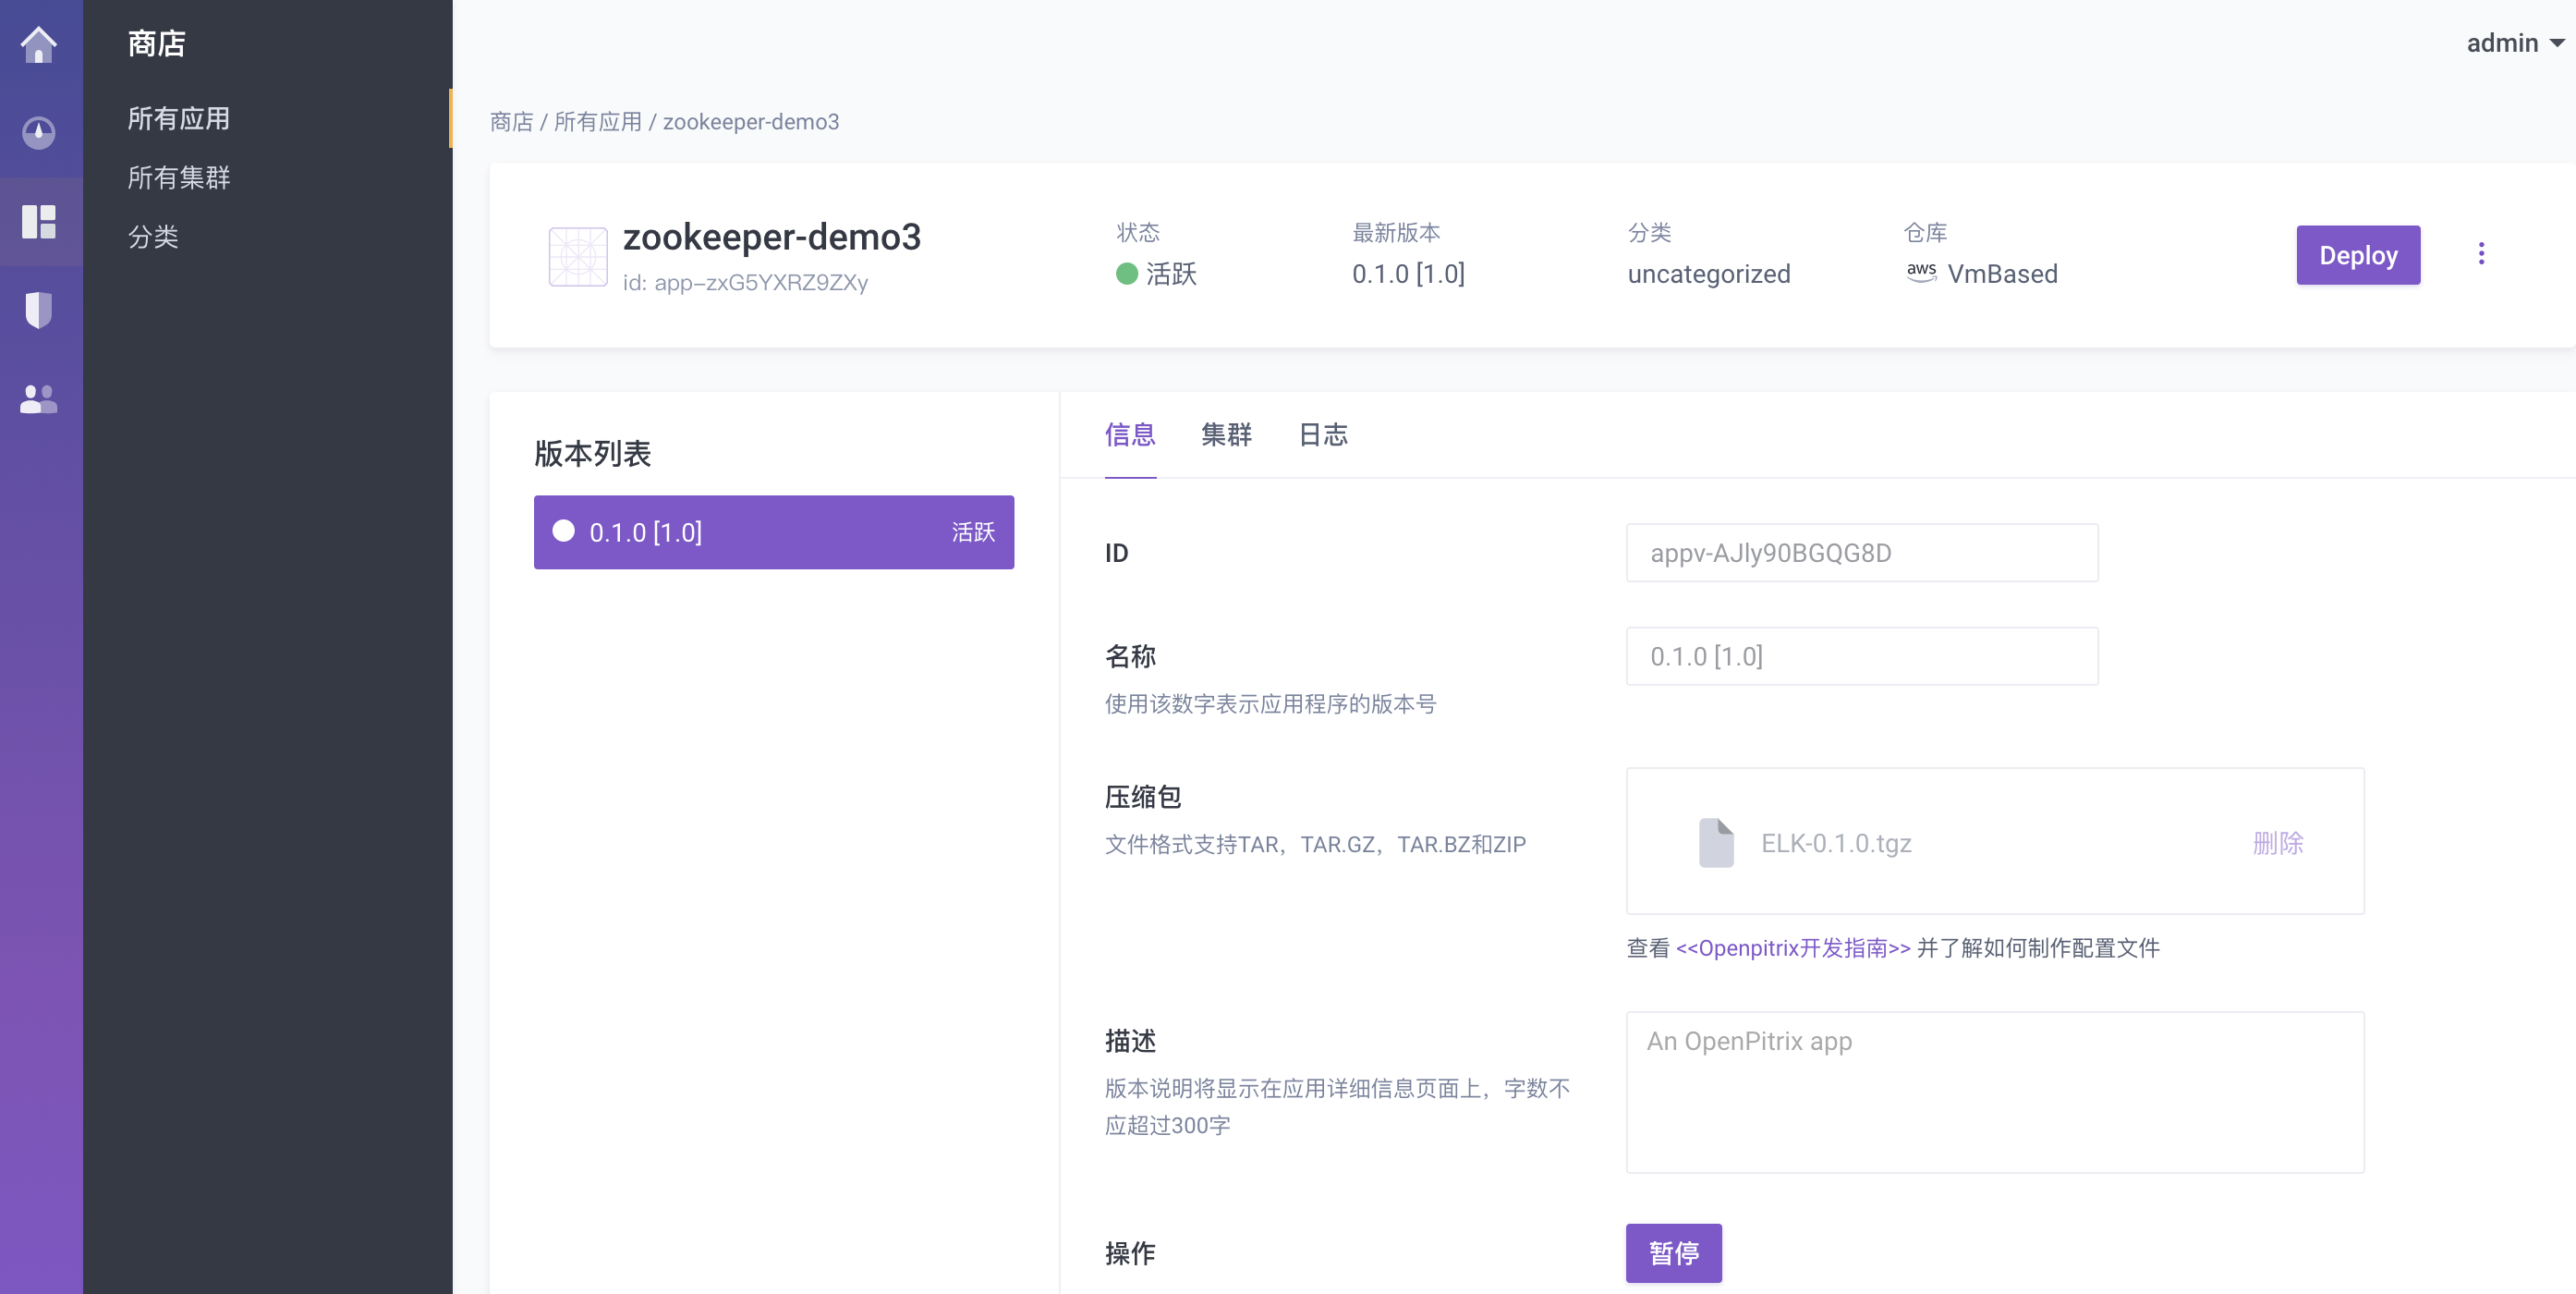 商店
所有应用
所有集群
分类
admin
商店 / 所有应用 / zookeeper-demo3
zookeeper-demo3
id: app-zxG5YXRZ9ZXy
状态
活跃
最新版本
0.1.0 [1.0]
分类
uncategorized
仓库
aws VmBased
Deploy
版本列表
0.1.0 [1.0] 活跃
信息 集群 日志
ID
appv-AJly90BGQG8D
名称
0.1.0 [1.0]
使用该数字表示应用程序的版本号
压缩包
文件格式支持TAR，TAR.GZ，TAR.BZ和ZIP
ELK-0.1.0.tgz 删除
查看 <<Openpitrix开发指南>> 并了解如何制作配置文件
描述
版本说明将显示在应用详细信息页面上，字数不
应超过300字
An OpenPitrix app
操作
暂停